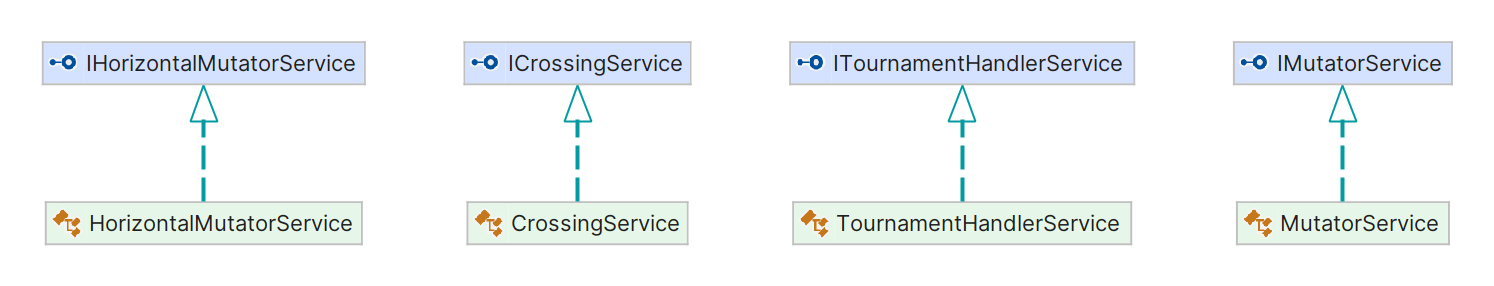 IHorizontalMutatorService
ICrossingService
ITournamentHandlerService
IMutatorService
HorizontalMutatorService
CrossingService
TournamentHandlerService
MutatorService